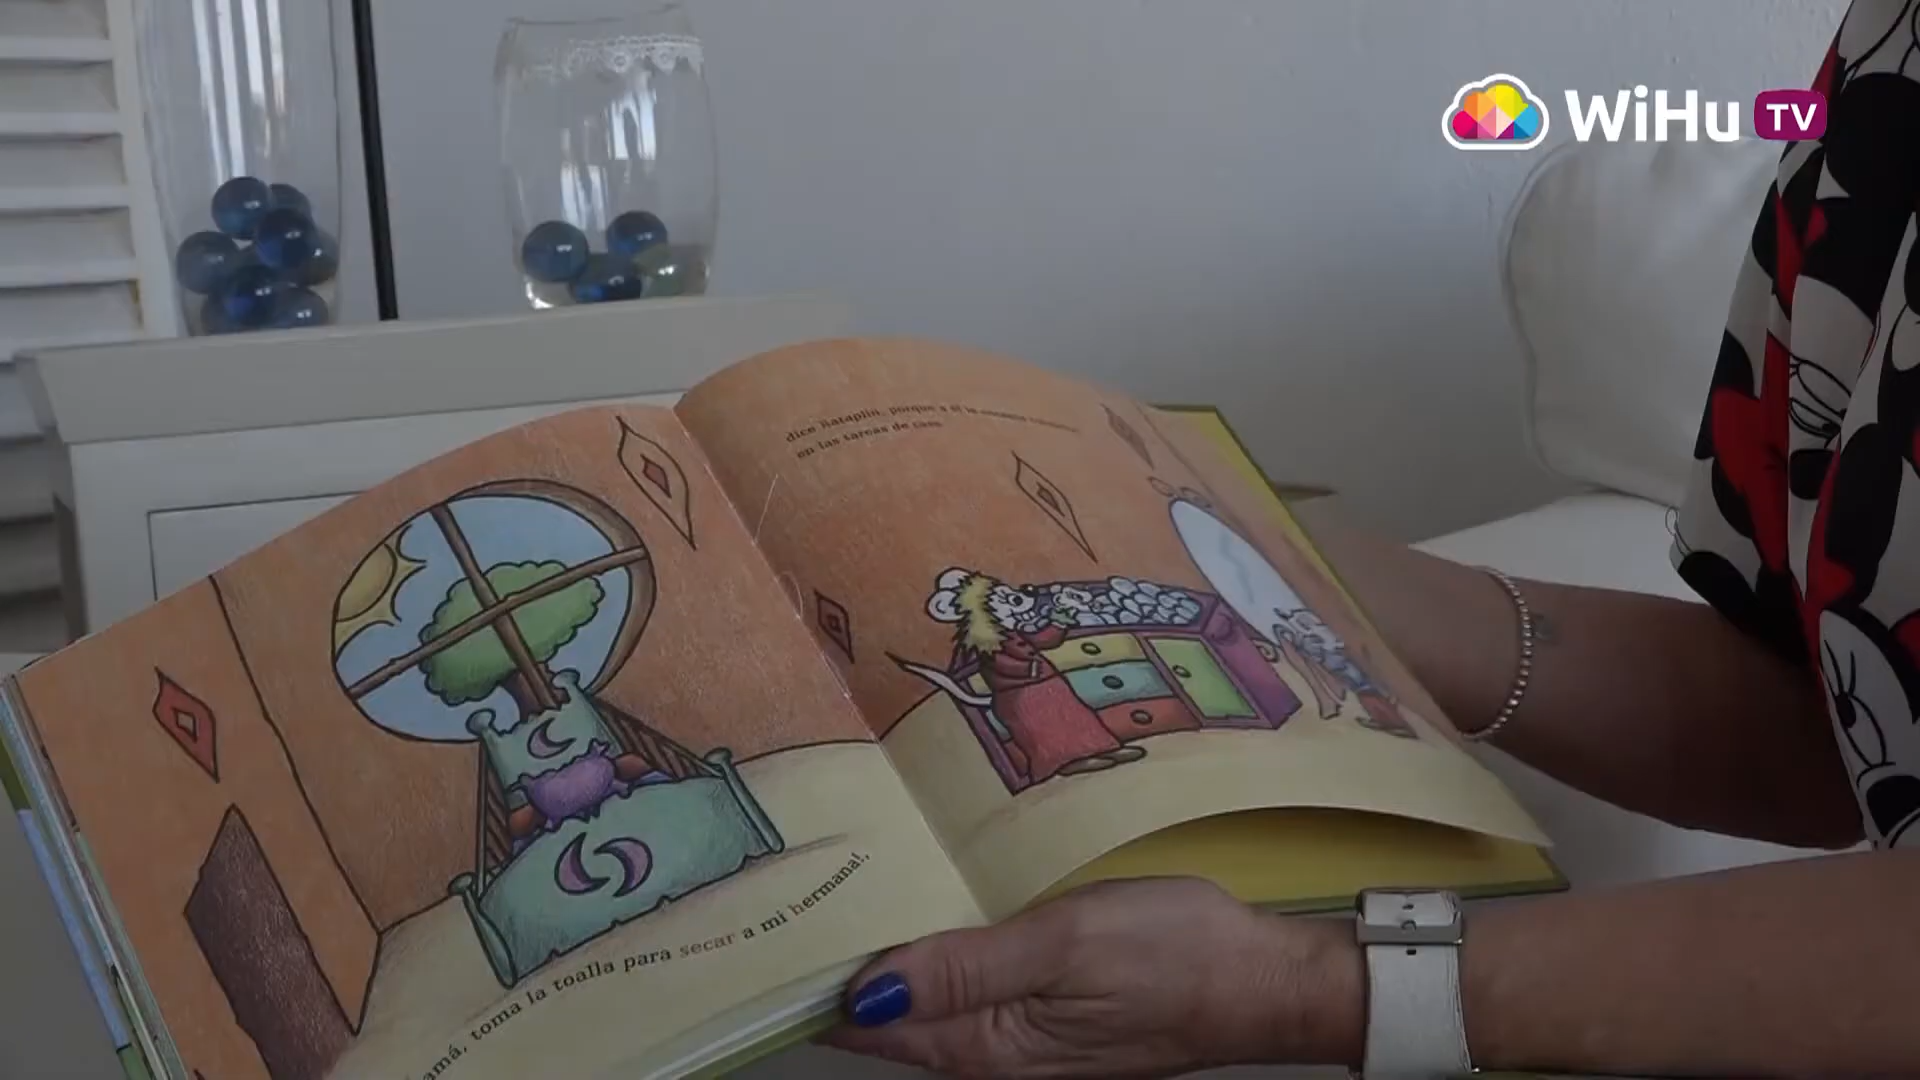 WiHu TV
dice Rataplín, porque a él le
en las tareas de casa.
amá, toma la toalla para secar a mi hermana!,